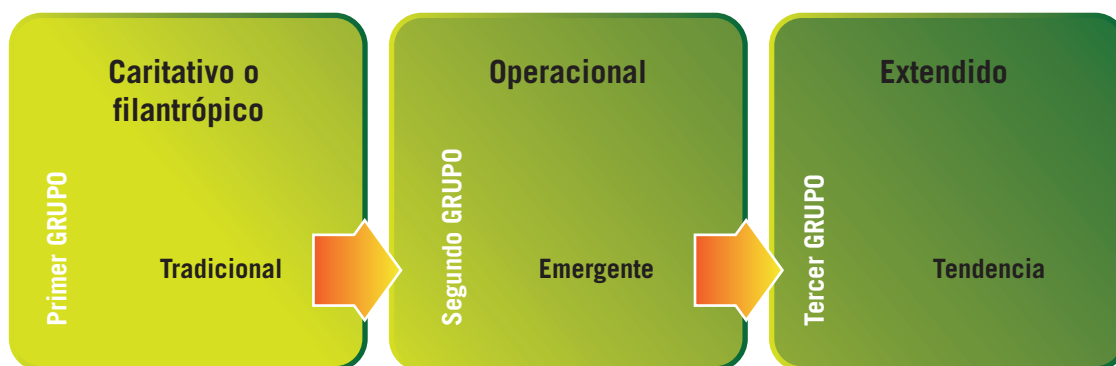 Caritativo o
filantrópico
Primer GRUPO
Tradicional
Operacional
Segundo GRUPO
Emergente
Extendido
Tercer GRUPO
Tendencia